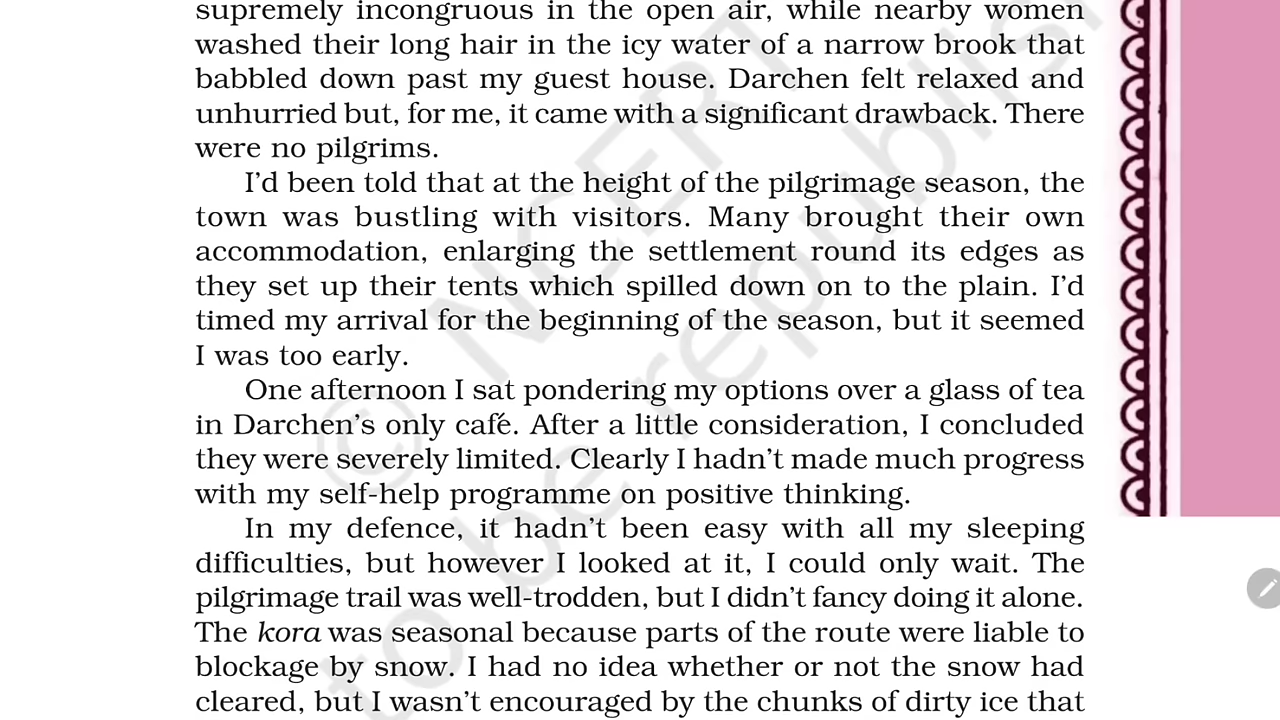 supremely incongruous in the open air, while nearby women
washed their long hair in the icy water of a narrow brook that
babbled down past my guest house. Darchen felt relaxed and
unhurried but, for me, it came with a significant drawback. There
were no pilgrims.
I’d been told that at the height of the pilgrimage season, the
town was bustling with visitors. Many brought their own
accommodation, enlarging the settlement round its edges as
they set up their tents which spilled down on to the plain. I’d
timed my arrival for the beginning of the season, but it seemed
I was too early.
One afternoon I sat pondering my options over a glass of tea
in Darchen’s only café. After a little consideration, I concluded
they were severely limited. Clearly I hadn’t made much progress
with my self-help programme on positive thinking.
In my defence, it hadn’t been easy with all my sleeping
difficulties, but however I looked at it, I could only wait. The
pilgrimage trail was well-trodden, but I didn’t fancy doing it alone.
The kora was seasonal because parts of the route were liable to
blockage by snow. I had no idea whether or not the snow had
cleared, but I wasn’t encouraged by the chunks of dirty ice that
© NCERT
to be republish